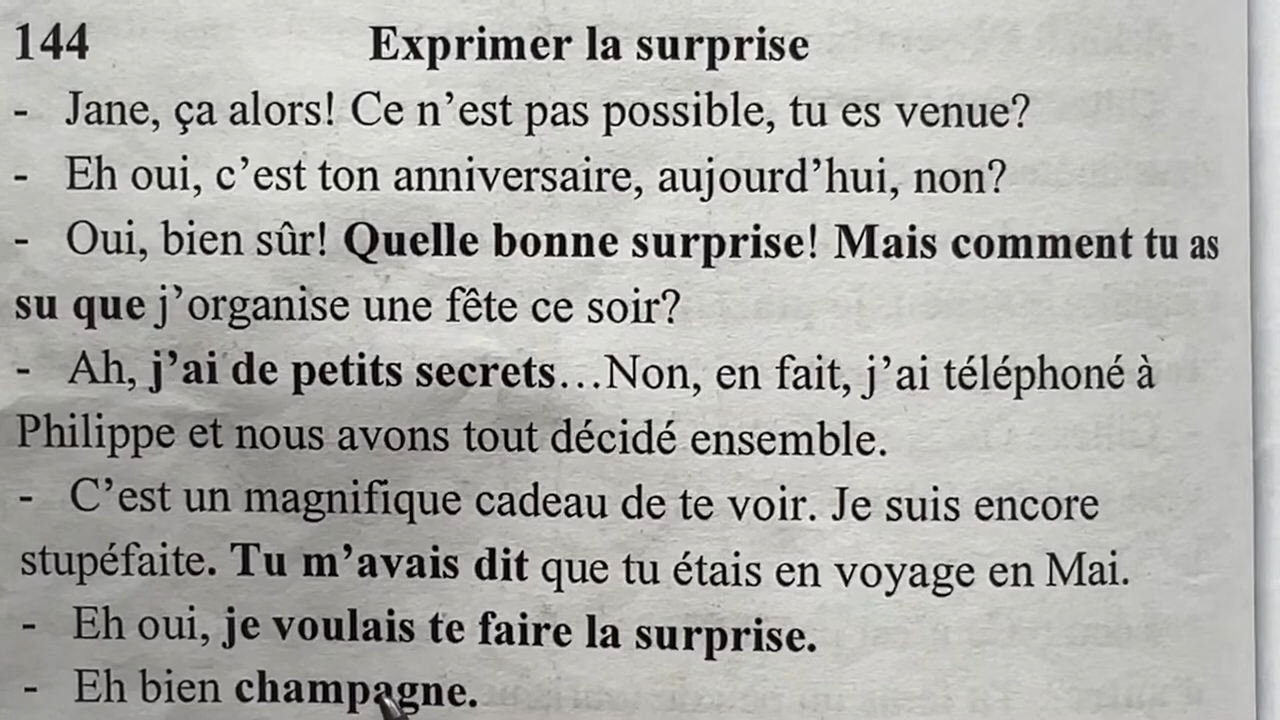 144 Exprimer la surprise
- Jane, ça alors! Ce n’est pas possible, tu es venue?
- Eh oui, c’est ton anniversaire, aujourd’hui, non?
- Oui, bien sûr! Quelle bonne surprise! Mais comment tu as
su que j’organise une fête ce soir?
- Ah, j’ai de petits secrets…Non, en fait, j’ai téléphoné à
Philippe et nous avons tout décidé ensemble.
- C’est un magnifique cadeau de te voir. Je suis encore
stupéfaite. Tu m’avais dit que tu étais en voyage en Mai.
- Eh oui, je voulais te faire la surprise.
- Eh bien champagne.